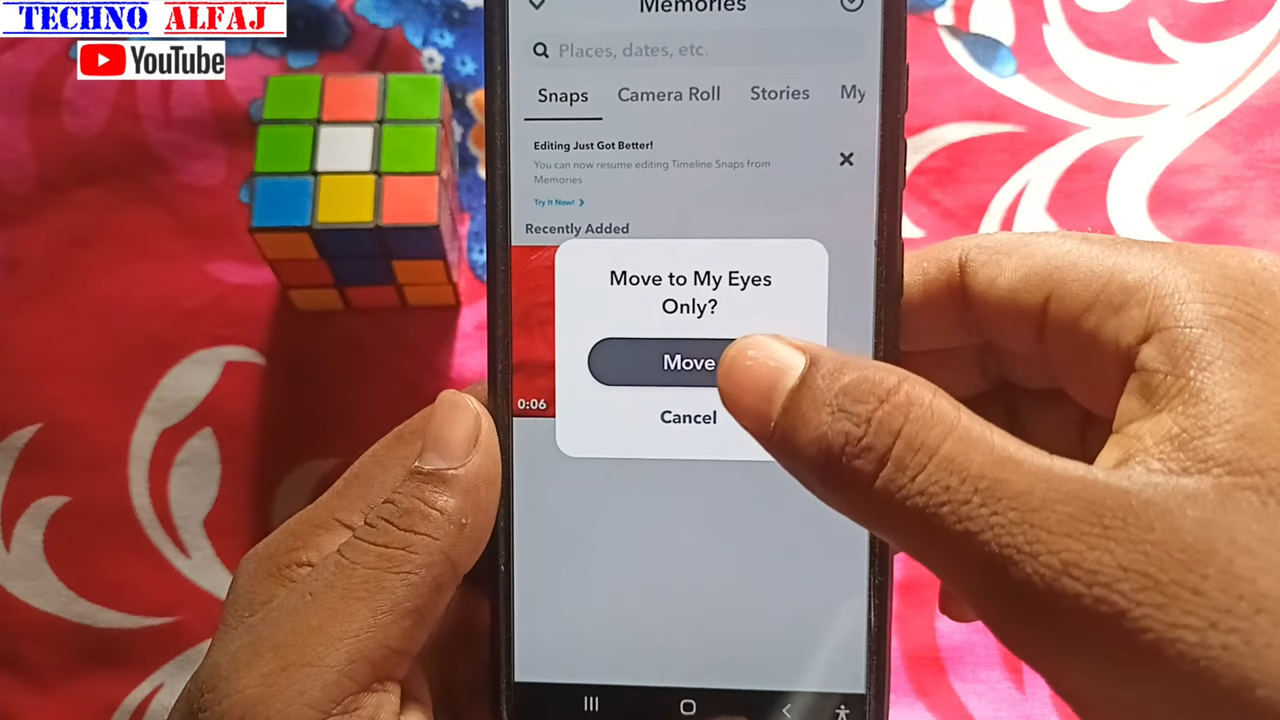 TECHNO ALFAJ
YouTube
Memories
Places, dates, etc.
Snaps Camera Roll Stories My
Editing Just Got Better!
You can now resume editing Timeline Snaps from
Memories
Try It Now!
Recently Added
Move to My Eyes
Only?
Move
Cancel
0:06